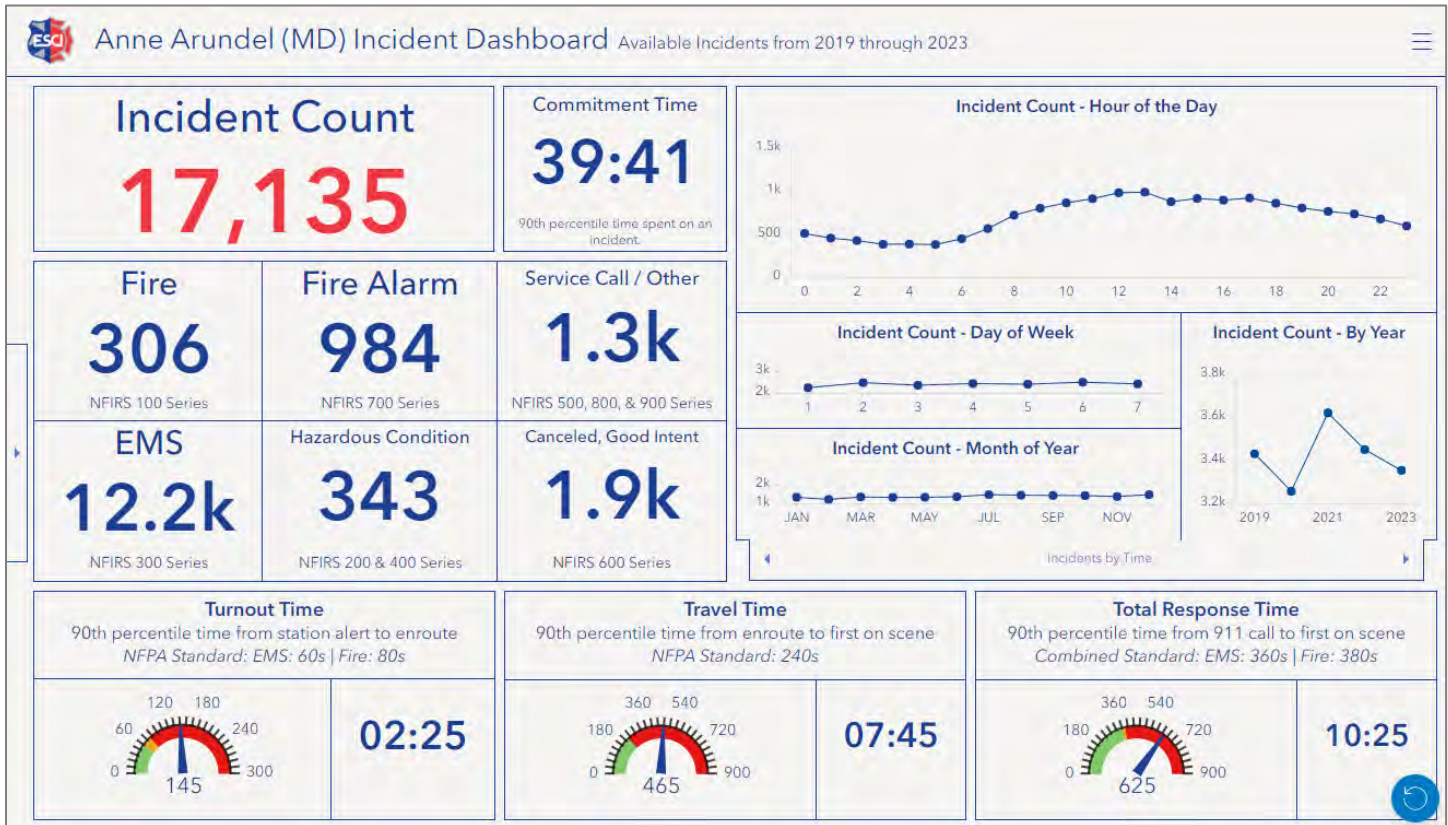 ESCI
Anne Arundel (MD) Incident Dashboard Available Incidents from 2019 through 2023
Incident Count
17,135
Commitment Time
39:41
90th percentile time spent on an
incident.
Fire
306
NFIRS 100 Series
Fire Alarm
984
NFIRS 700 Series
Service Call / Other
1.3k
NFIRS 500, 800, & 900 Series
EMS
12.2k
NFIRS 300 Series
Hazardous Condition
343
NFIRS 200 & 400 Series
Canceled, Good Intent
1.9k
NFIRS 600 Series
Incident Count - Hour of the Day
1.5k
1k
500
0
0 2 4 6 8 10 12 14 16 18 20 22
Incident Count - Day of Week
3k
2k
1 2 3 4 5 6 7
Incident Count - Month of Year
2k
1k
JAN MAR MAY JUL SEP NOV
Incident Count - By Year
3.8k
3.6k
3.4k
3.2k
2019 2021 2023
Incidents by Time
Turnout Time
90th percentile time from station alert to enroute
NFPA Standard: EMS: 60s | Fire: 80s
0 60 120 180 240 300
145
02:25
Travel Time
90th percentile time from enroute to first on scene
NFPA Standard: 240s
0 180 360 540 720 900
465
07:45
Total Response Time
90th percentile time from 911 call to first on scene
Combined Standard: EMS: 360s | Fire: 380s
0 180 360 540 720 900
625
10:25